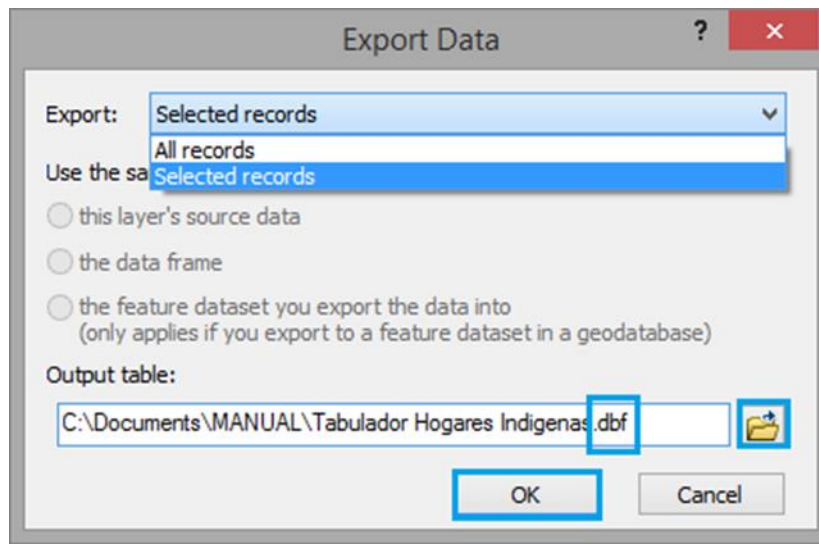 Export Data
?
×
Export: Selected records
All records
Use the sa Selected records
this layer's source data
the data frame
the feature dataset you export the data into
(only applies if you export to a feature dataset in a geodatabase)
Output table:
C:\Documents\MANUAL\Tabulador Hogares Indigenas.dbf
OK Cancel